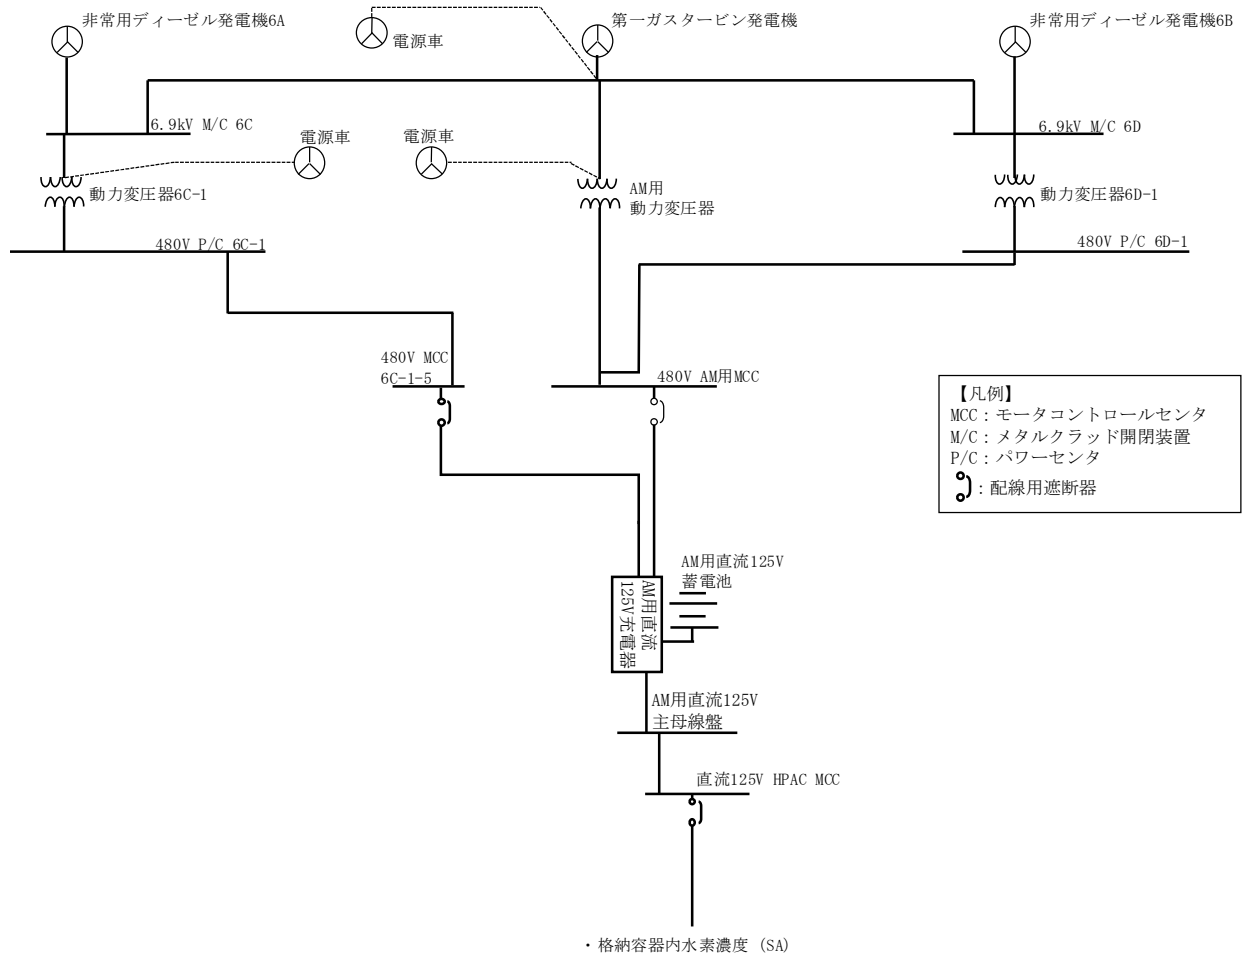 非常用ディーゼル発電機6A
電源車
第一ガスタービン発電機
非常用ディーゼル発電機6B
6.9kV M/C 6C
電源車
電源車
6.9kV M/C 6D
動力変圧器6C-1
AM用
動力変圧器
動力変圧器6D-1
480V P/C 6C-1
480V P/C 6D-1
480V MCC
6C-1-5
480V AM用MCC
【凡例】
MCC：モータコントロールセンタ
M/C：メタルクラッド開閉装置
P/C：パワーセンタ
：配線用遮断器
AM用直流125V
蓄電池
AM用直流
125V充電器
AM用直流125V
主母線盤
直流125V HPAC MCC
・格納容器内水素濃度 (SA)